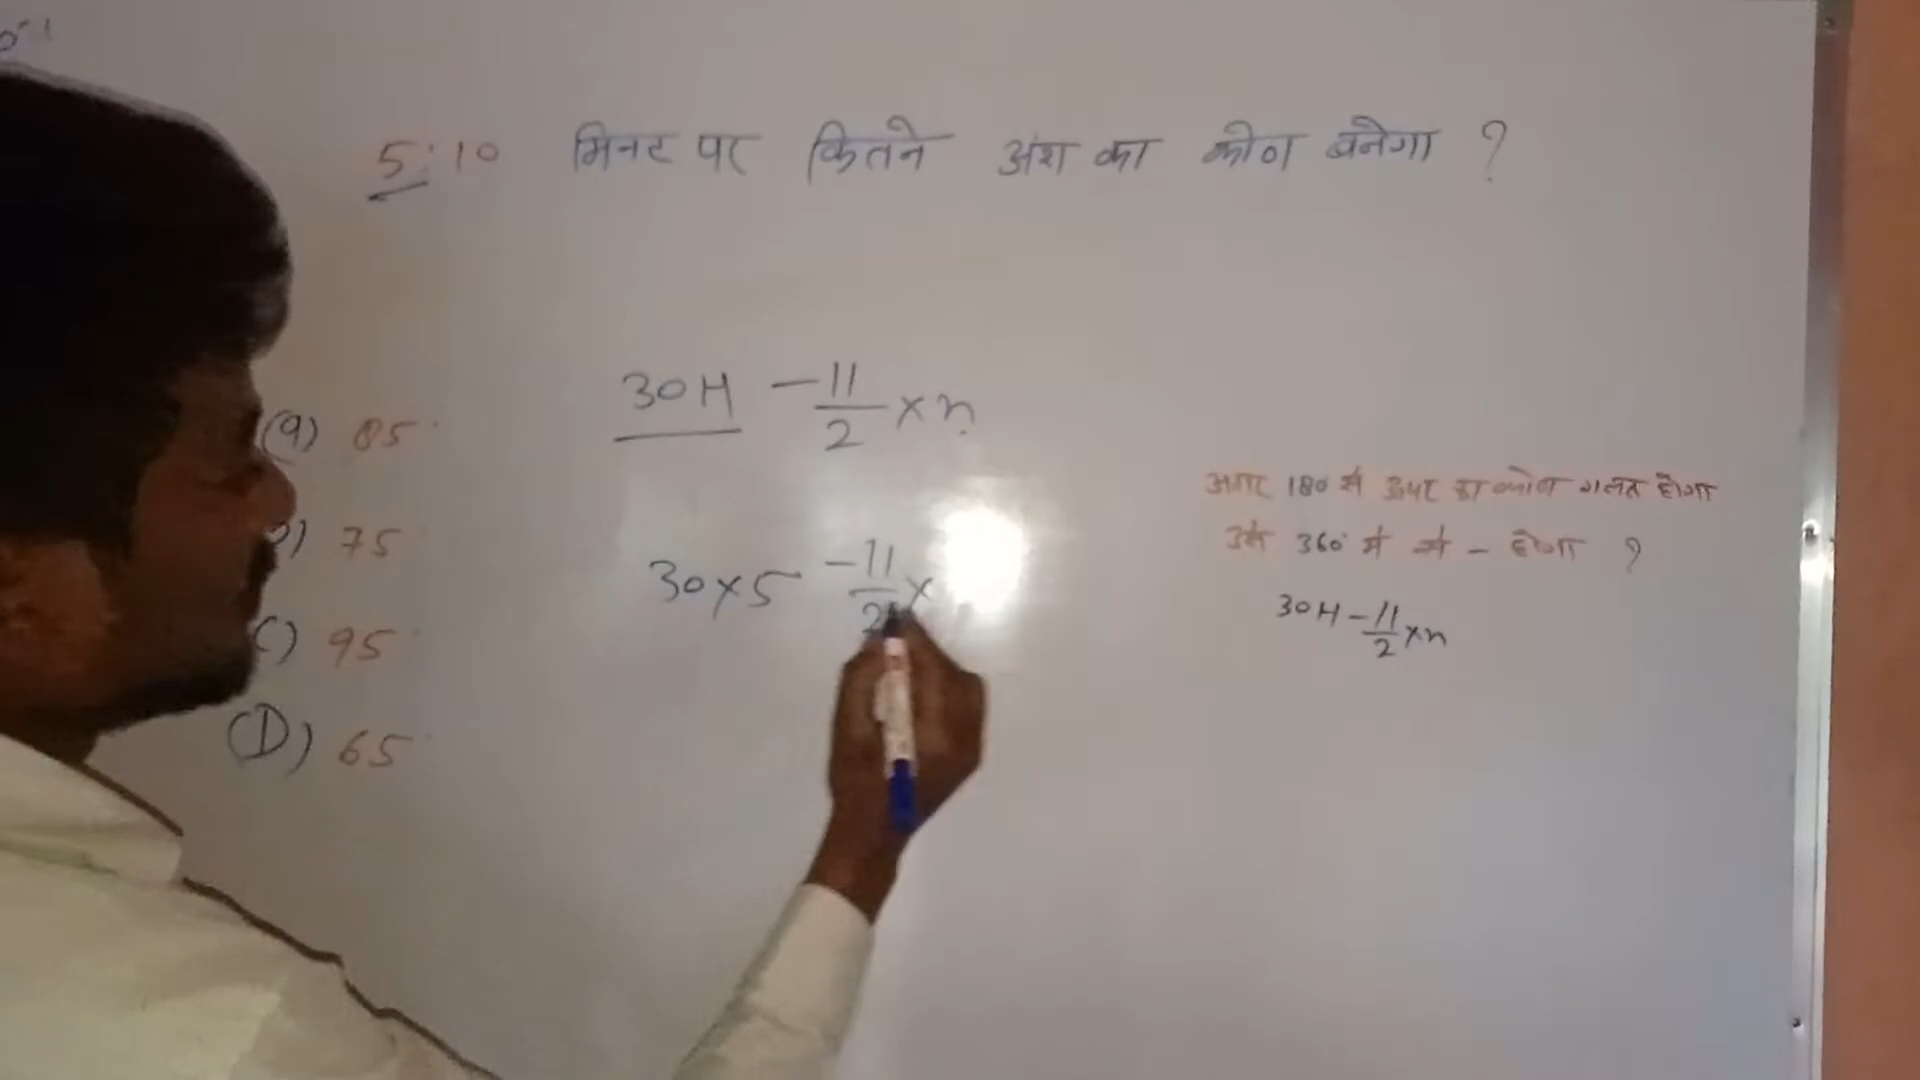 5:10 मिनट पर कितने अंश का कोण बनेगा ?
30H - 11/2 × n
(a) 85°
30×5 - 11/2 ×
) 75
C) 95°
(D) 65°
अगर 180 से ऊपर का कोण गलत होगा
उसे 360° में से - होगा ?
30H - 11/2 × n